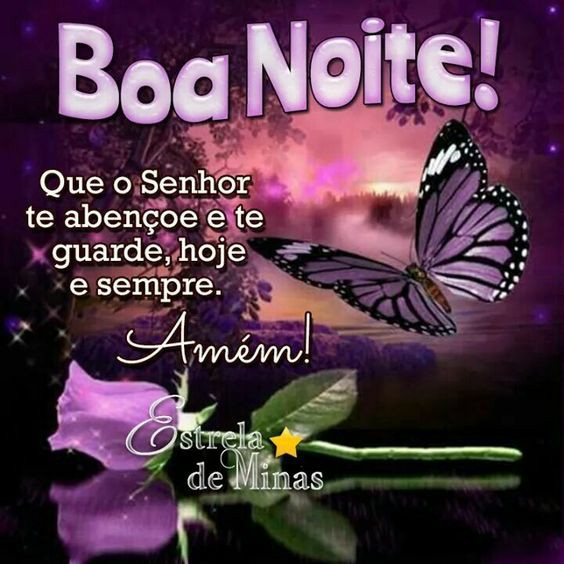 Boa Noite!
Que o Senhor
te abençoe e te
guarde, hoje
e sempre.
Amém!
Estrela
de Minas